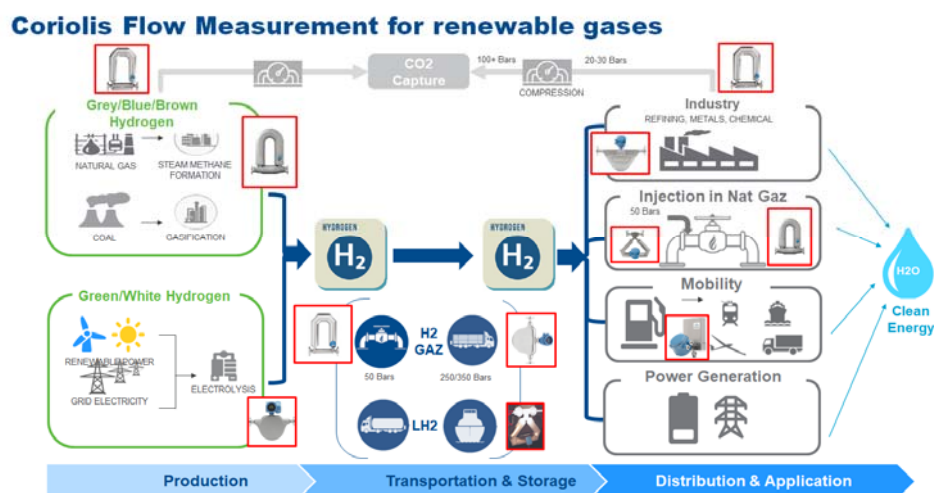 Coriolis Flow Measurement for renewable gases
CO2
Capture
100+ Bars
20-30 Bars
COMPRESSION
Grey/Blue/Brown
Hydrogen
NATURAL GAS
STEAM METHANE
FORMATION
COAL
GASIFICATION
Green/White Hydrogen
RENEWABLE POWER
GRID ELECTRICITY
ELECTROLYSIS
HYDROGEN
H2
HYDROGEN
H2
H2
GAZ
50 Bars
250/350 Bars
LH2
Industry
REFINING, METALS, CHEMICAL
Injection in Nat Gaz
50 Bars
Mobility
Power Generation
H2O
Clean
Energy
Production
Transportation & Storage
Distribution & Application